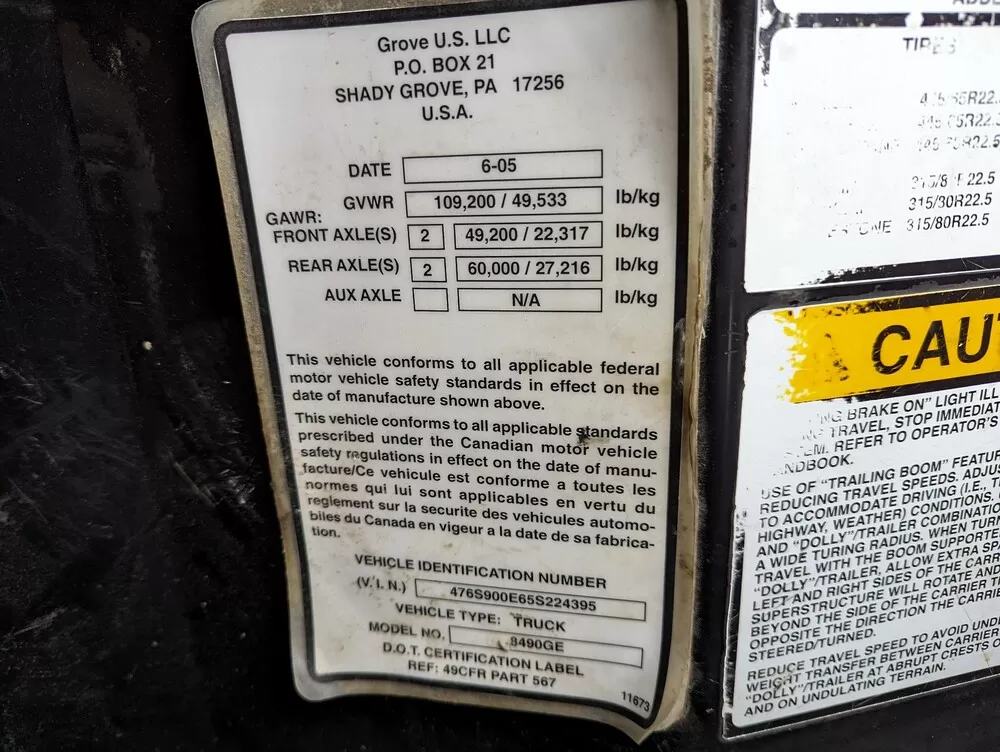 Grove U.S. LLC
P.O. BOX 21
SHADY GROVE, PA 17256
U.S.A.
DATE 6-05
GVWR 109,200 / 49,533 lb/kg
GAWR:
FRONT AXLE(S) 2 49,200 / 22,317 lb/kg
REAR AXLE(S) 2 60,000 / 27,216 lb/kg
AUX AXLE N/A lb/kg
This vehicle conforms to all applicable federal
motor vehicle safety standards in effect on the
date of manufacture shown above.
This vehicle conforms to all applicable standards
prescribed under the Canadian motor vehicle
safety regulations in effect on the date of manu-
facture/Ce vehicule est conforme a toutes les
normes qui lui sont applicables en vertu du
reglement sur la securite des vehicules automo-
biles du Canada en vigeur a la date de sa fabrica-
tion.
VEHICLE IDENTIFICATION NUMBER
(V.I.N.) 476S900E65S224395
VEHICLE TYPE: TRUCK
MODEL NO. 8490GE
D.O.T. CERTIFICATION LABEL
REF: 49CFR PART 567
11673
TIRES
315/80R22.5
315/80R22.5
CAU
BRAKE ON" LIGHT ILL
TRAVEL, STOP IMMEDIAT
REFER TO OPERATOR'S
NDBOOK.
USE OF "TRAILING BOOM" FEATUR
REDUCING TRAVEL SPEEDS. ADJUS
TO ACCOMMODATE DRIVING (I.E., T
HIGHWAY, WEATHER) CONDITIONS.
AND "DOLLY"/TRAILER COMBINATIO
A WIDE TURING RADIUS. WHEN TURN
TRAVEL WITH THE BOOM SUPPORTE
"DOLLY"/TRAILER, ALLOW EXTRA SPA
LEFT AND RIGHT SIDES OF THE CARR
SUPERSTRUCTURE WILL ROTATE AND
BEYOND THE SIDE OF THE CARRIER T
OPPOSITE THE DIRECTION THE CARRIE
STEERED/TURNED.
REDUCE TRAVEL SPEED TO AVOID UNDU
WEIGHT TRANSFER BETWEEN CARRIER
"DOLLY"/TRAILER AT ABRUPT CRESTS O
AND ON UNDULATING TERRAIN.